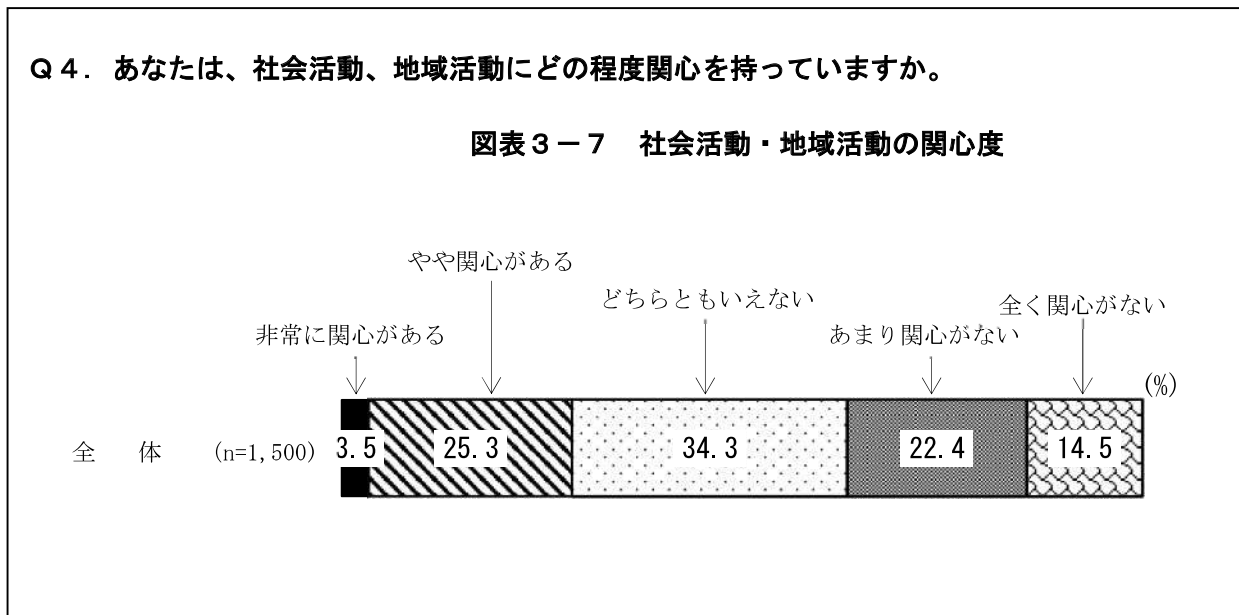 Q4．あなたは、社会活動、地域活動にどの程度関心を持っていますか。
図表３－７　社会活動・地域活動の関心度
やや関心がある
どちらともいえない
全く関心がない
非常に関心がある
あまり関心がない
(%)
全　体　(n=1,500) 3.5 25.3 34.3 22.4 14.5